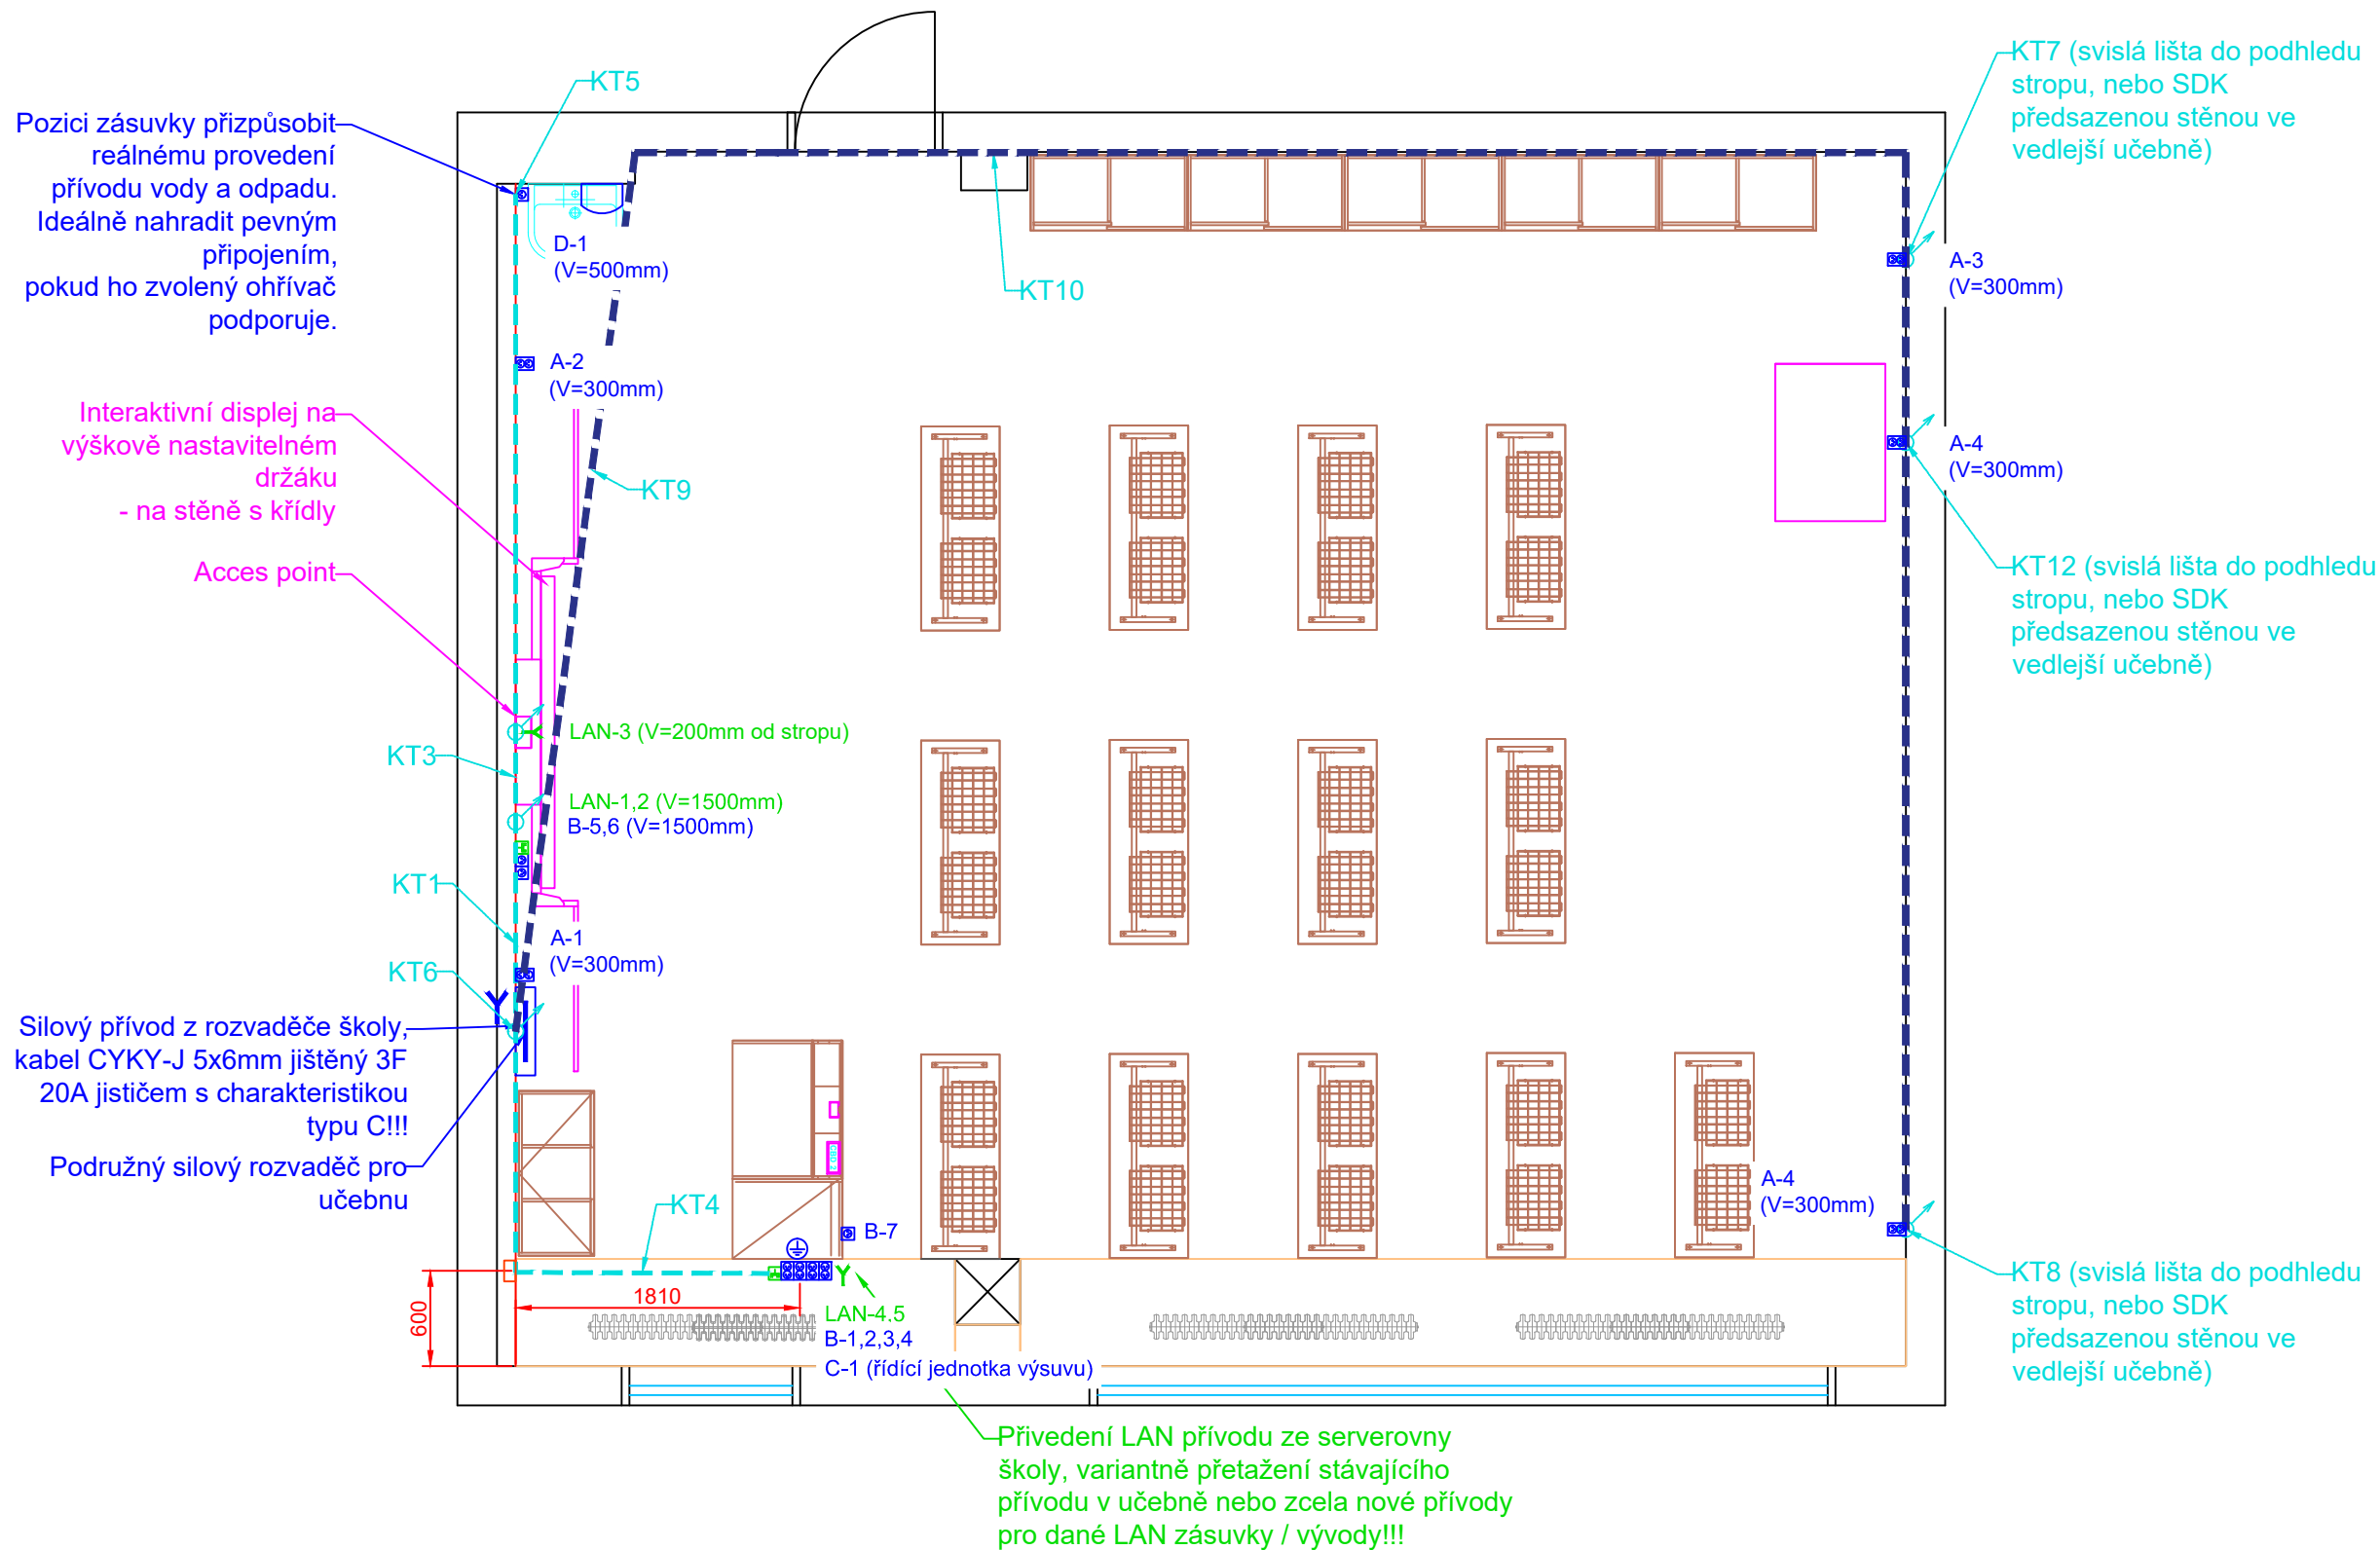 KT5
KT7 (svislá lišta do podhledu
stropu, nebo SDK
předsazenou stěnou ve
vedlejší učebně)
Pozici zásuvky přizpůsobit
reálnému provedení
přívodu vody a odpadu.
Ideálně nahradit pevným
připojením,
pokud ho zvolený ohřívač
podporuje.
D-1
(V=500mm)
KT10
A-3
(V=300mm)
A-2
(V=300mm)
Interaktivní displej na
výškově nastavitelném
držáku
- na stěně s křídly
KT9
A-4
(V=300mm)
Acces point
KT12 (svislá lišta do podhledu
stropu, nebo SDK
předsazenou stěnou ve
vedlejší učebně)
LAN-3 (V=200mm od stropu)
KT3
LAN-1,2 (V=1500mm)
B-5,6 (V=1500mm)
KT1
A-1
(V=300mm)
KT6
Silový přívod z rozvaděče školy,
kabel CYKY-J 5x6mm jištěný 3F
20A jističem s charakteristikou
typu C!!!
Podružný silový rozvaděč pro
učebnu
KT4
B-7
A-4
(V=300mm)
1810
600
LAN-4.5
B-1,2,3,4
C-1 (řídící jednotka výsuvu)
KT8 (svislá lišta do podhledu
stropu, nebo SDK
předsazenou stěnou ve
vedlejší učebně)
Přivedení LAN přívodu ze serverovny
školy, variantně přetažení stávajícího
přívodu v učebně nebo zcela nové přívody
pro dané LAN zásuvky / vývody!!!